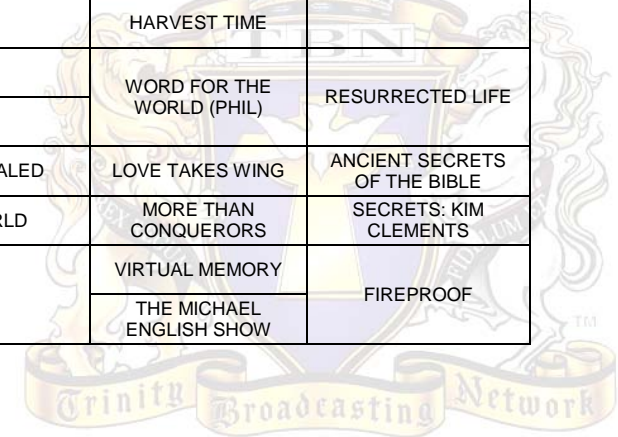 HARVEST TIME
WORD FOR THE
WORLD (PHIL)
RESURRECTED LIFE
ALED
LOVE TAKES WING
ANCIENT SECRETS
OF THE BIBLE
RLD
MORE THAN
CONQUERORS
SECRETS: KIM
CLEMENTS
VIRTUAL MEMORY
FIREPROOF
THE MICHAEL
ENGLISH SHOW
TBN
TM
Trinity Broadcasting Network